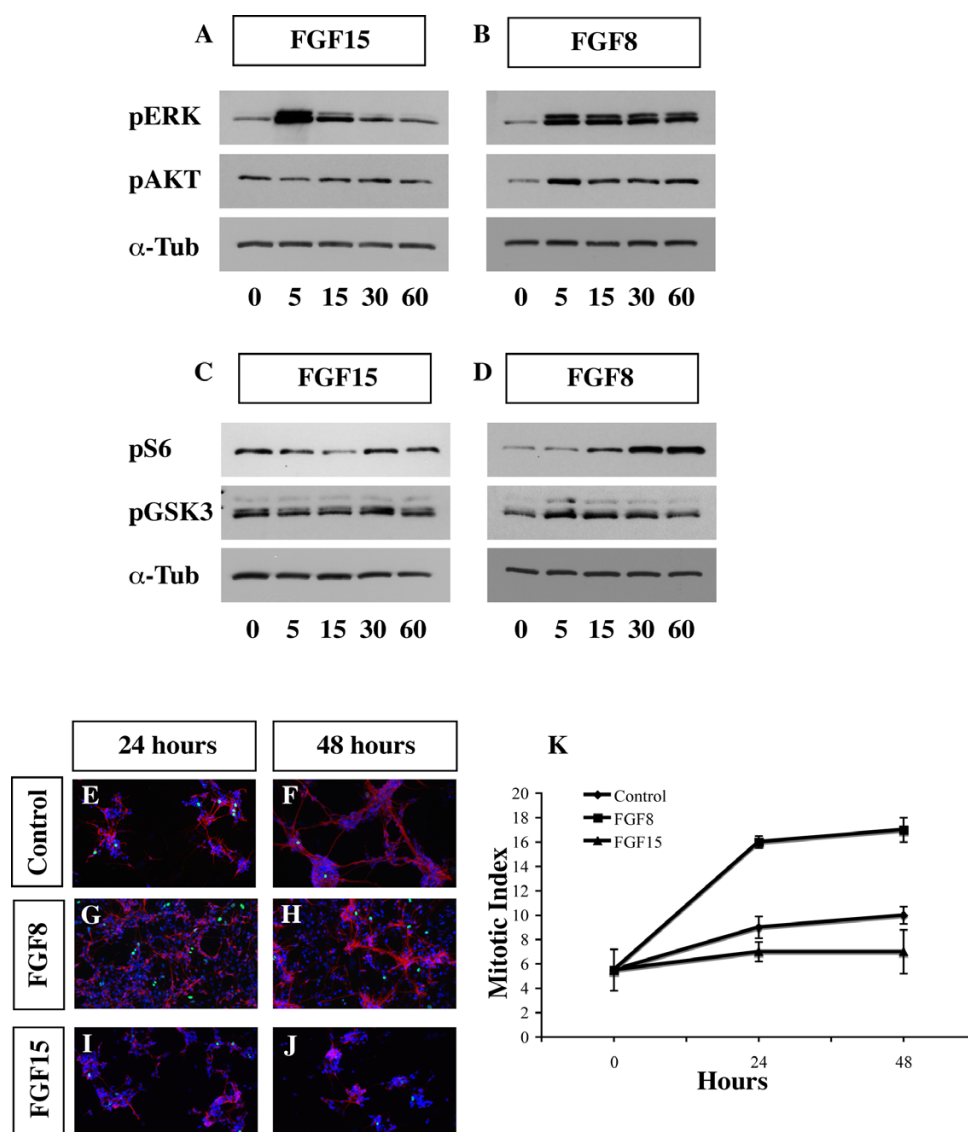 A FGF15 B FGF8
pERK
pAKT
α-Tub
0 5 15 30 60 0 5 15 30 60
C FGF15 D FGF8
pS6
pGSK3
α-Tub
0 5 15 30 60 0 5 15 30 60
24 hours 48 hours K
Control E F
FGF8 G H
FGF15 I J
Mitotic Index
20
18
16
14
12
10
8
6
4
2
0
Control
FGF8
FGF15
0 24 48
Hours